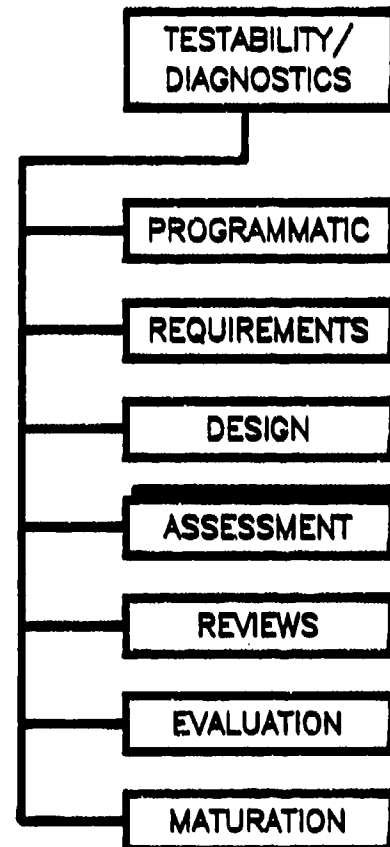 TESTABILITY/
DIAGNOSTICS
PROGRAMMATIC
REQUIREMENTS
DESIGN
ASSESSMENT
REVIEWS
EVALUATION
MATURATION